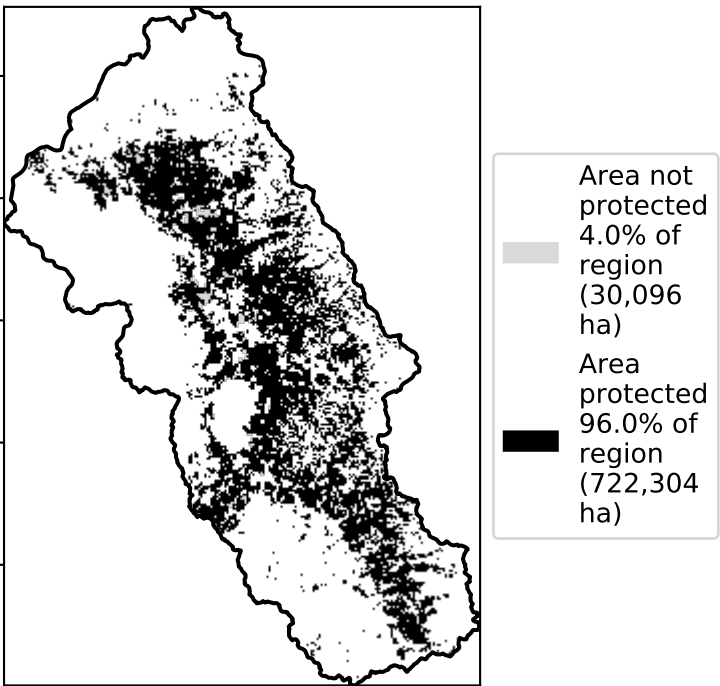 Area not
protected
4.0% of
region
(30,096
ha)
Area
protected
96.0% of
region
(722,304
ha)